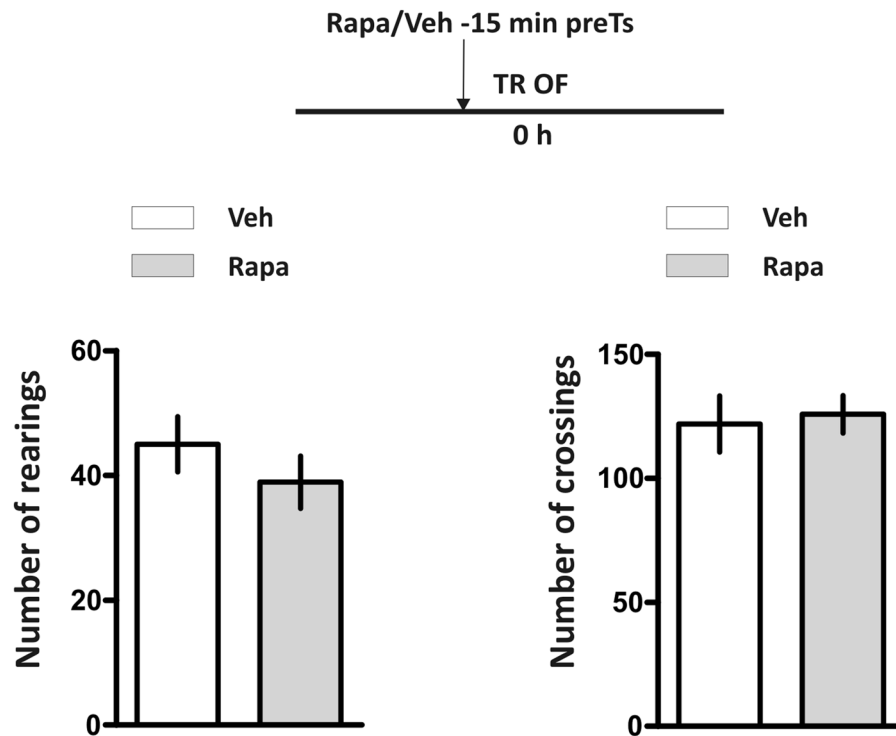 Rapa/Veh -15 min preTs
TR OF
0 h
Veh
Rapa
Veh
Rapa
Number of rearings
60
40
20
0
Number of crossings
150
100
50
0